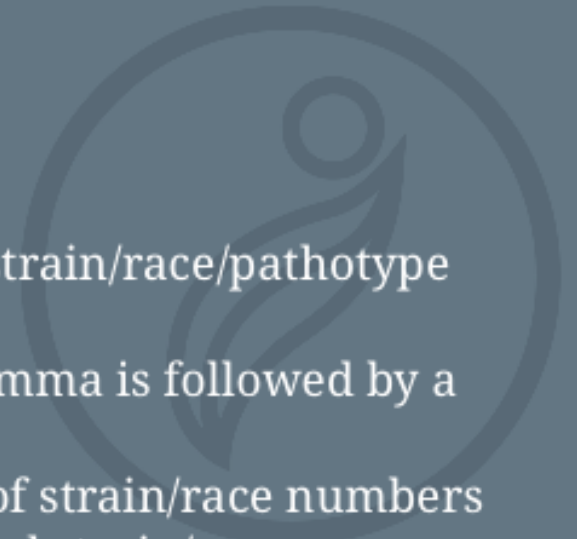 train/race/pathotype
mma is followed by a
of strain/race numbers